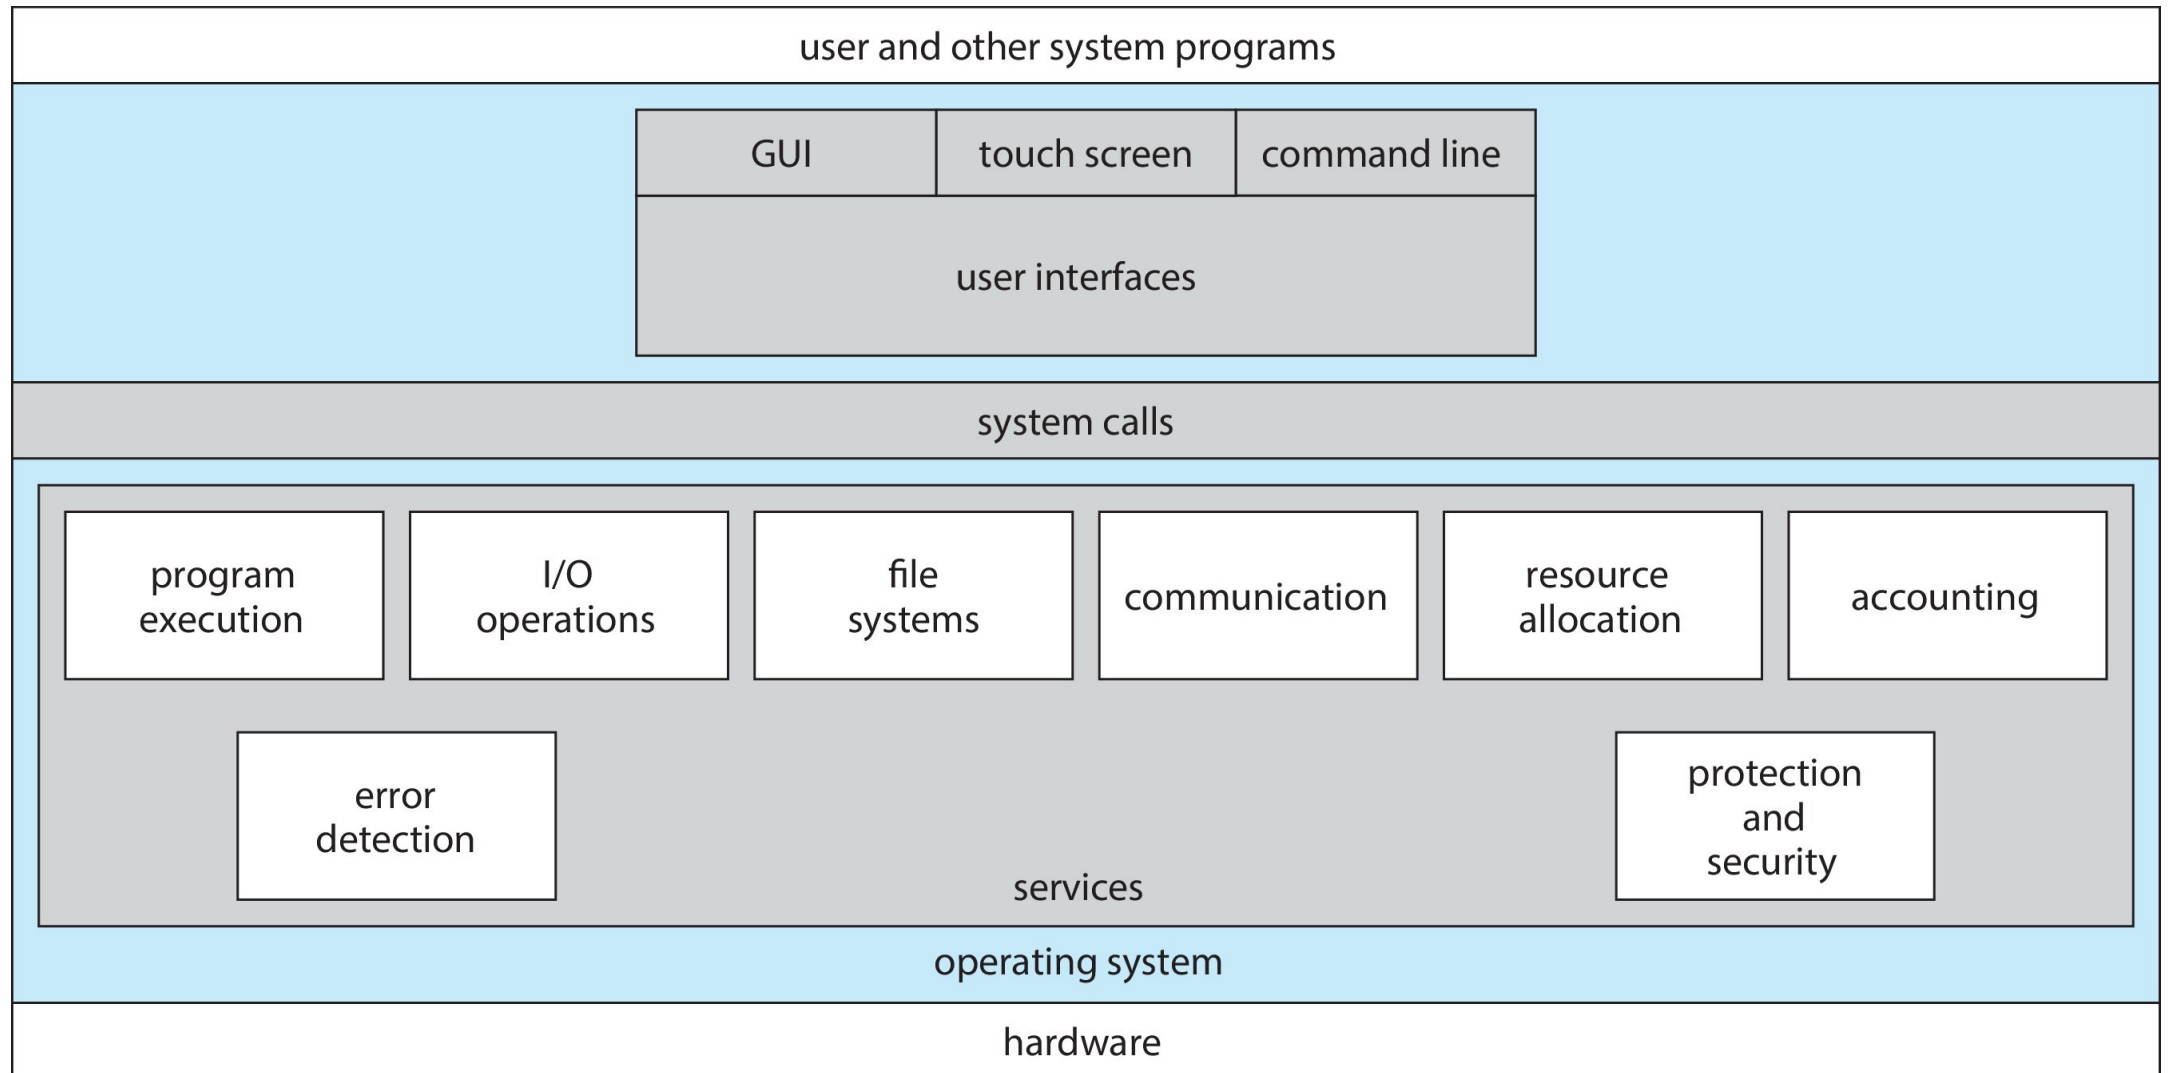 user and other system programs
GUI
touch screen
command line
user interfaces
system calls
program
execution
I/O
operations
file
systems
communication
resource
allocation
accounting
error
detection
protection
and
security
services
operating system
hardware